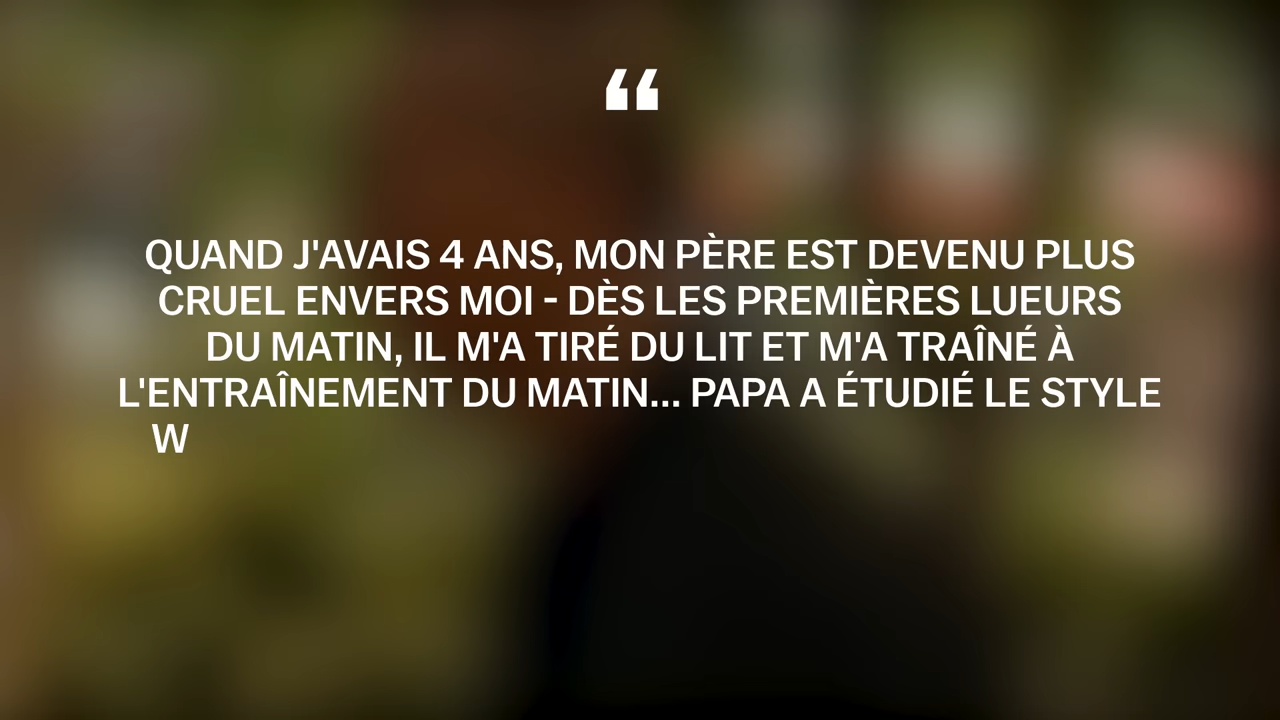 “
QUAND J'AVAIS 4 ANS, MON PÈRE EST DEVENU PLUS
CRUEL ENVERS MOI - DÈS LES PREMIÈRES LUEURS
DU MATIN, IL M'A TIRÉ DU LIT ET M'A TRAÎNÉ À
L'ENTRAÎNEMENT DU MATIN... PAPA A ÉTUDIÉ LE STYLE
W